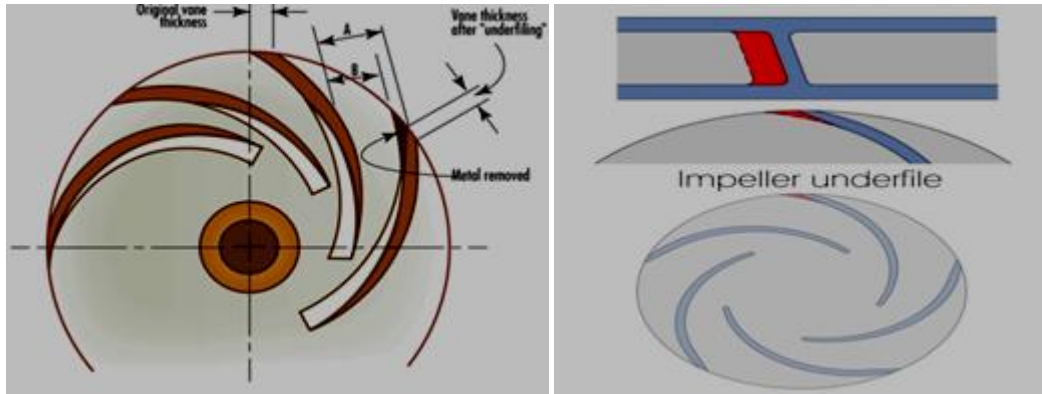 Original vane
thickness
A
B
Vane thickness
after "underfiling"
Metal removed
Impeller underfile